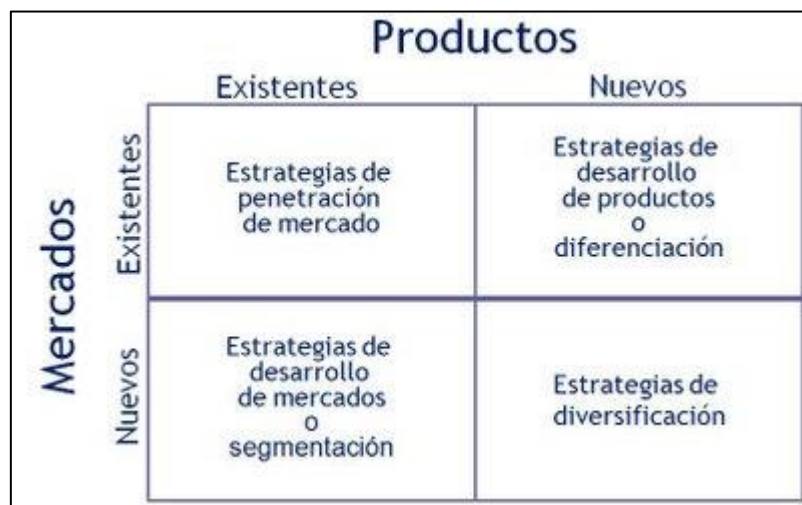 Productos
Existentes
Nuevos
Mercados
Existentes
Estrategias de
penetración
de mercado
Estrategias de
desarrollo
de productos
o
diferenciación
Nuevos
Estrategias de
desarrollo
de mercados
o
segmentación
Estrategias de
diversificación